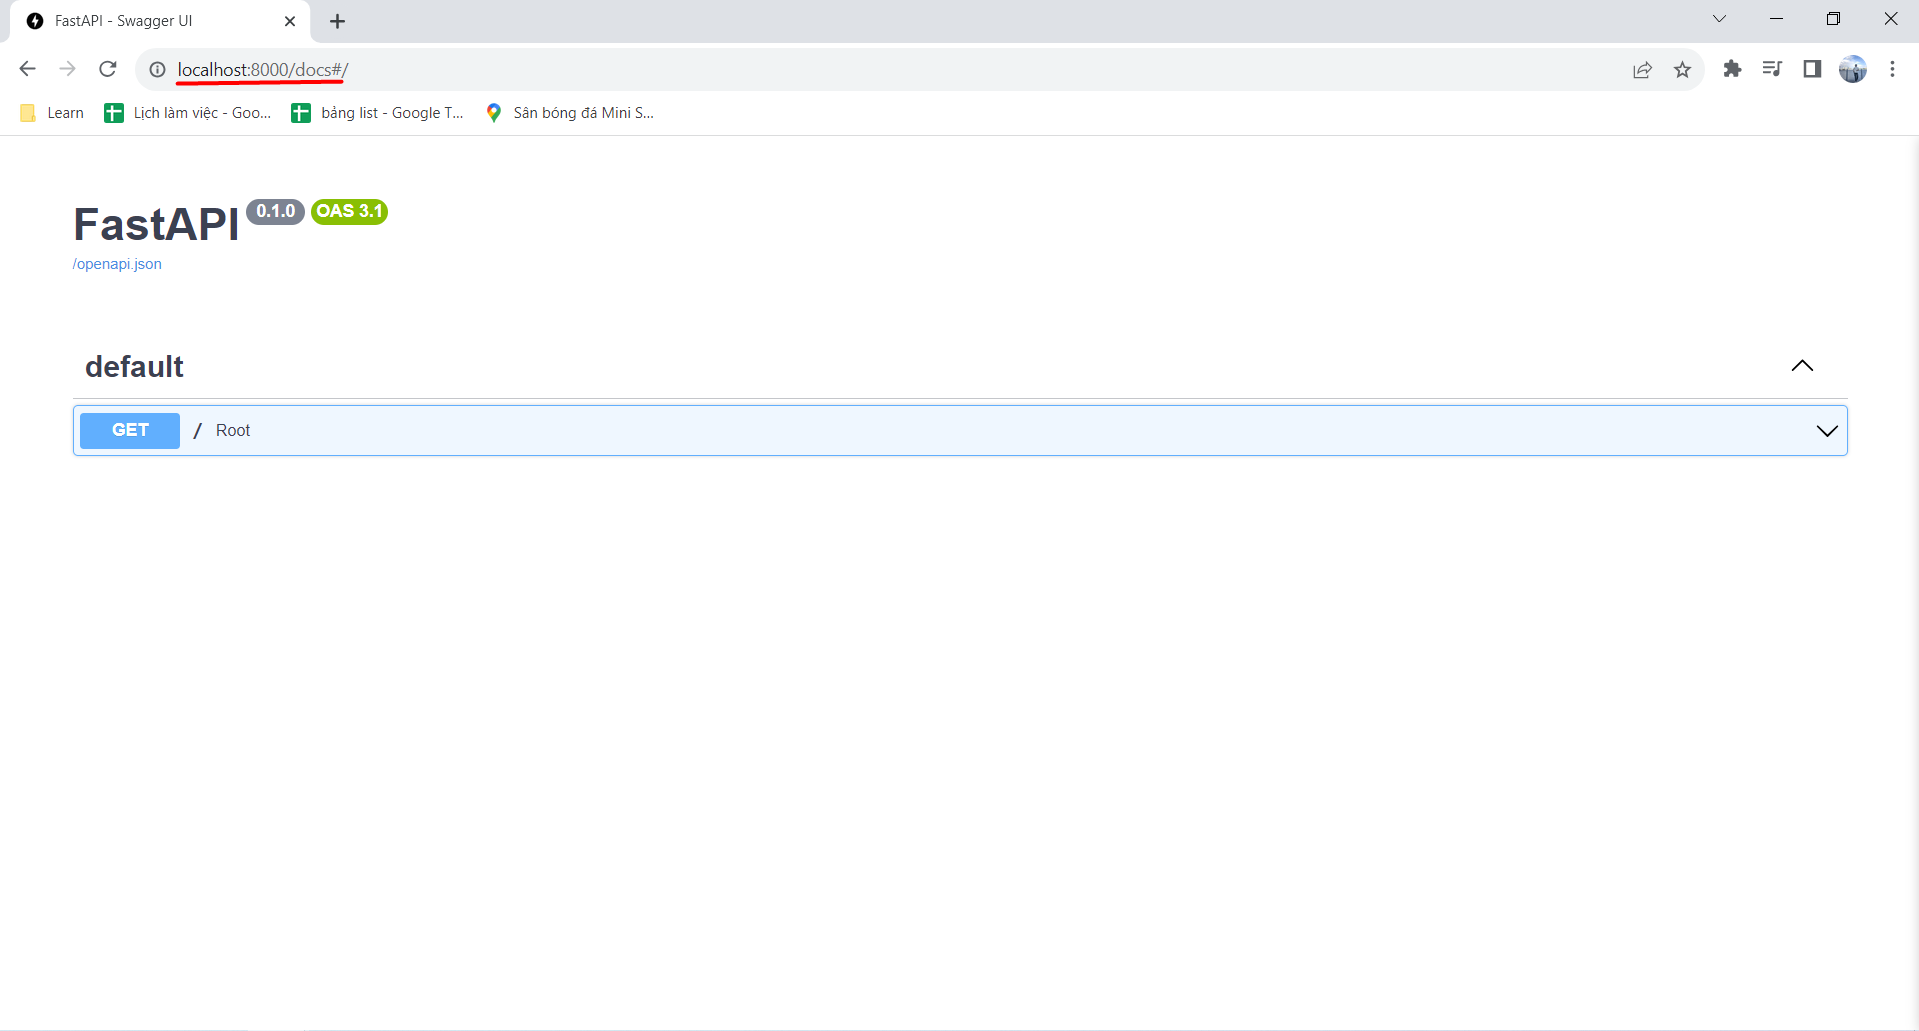 FastAPI - Swagger UI
localhost:8000/docs#/
Learn Lịch làm việc - Goo... bảng list - Google T... Sân bóng đá Mini S...
FastAPI 0.1.0 OAS 3.1
/openapi.json
default
GET / Root